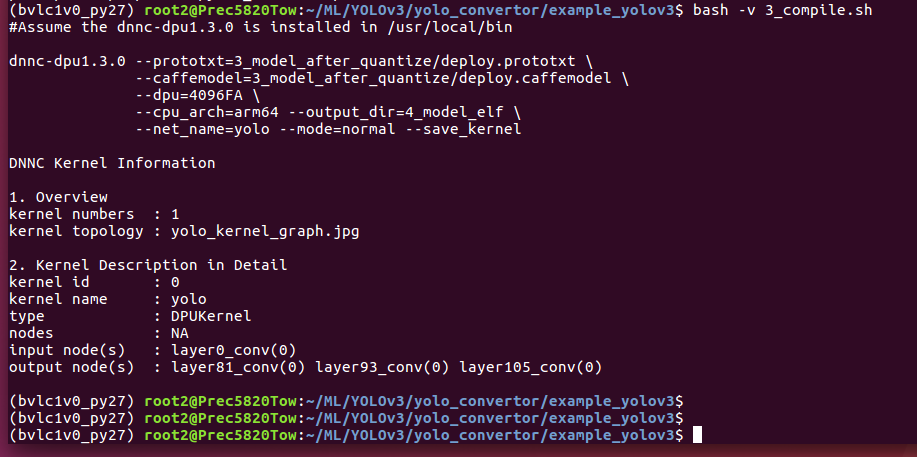 (bvlc1v0_py27) root2@Prec5820Tow:~/ML/YOLOv3/yolo_convertor/example_yolov3$ bash -v 3_compile.sh
#Assume the dnnc-dpu1.3.0 is installed in /usr/local/bin
dnnc-dpu1.3.0 --prototxt=3_model_after_quantize/deploy.prototxt \
--caffemodel=3_model_after_quantize/deploy.caffemodel \
--dpu=4096FA \
--cpu_arch=arm64 --output_dir=4_model_elf \
--net_name=yolo --mode=normal --save_kernel
DNNC Kernel Information
1. Overview
kernel numbers : 1
kernel topology : yolo_kernel_graph.jpg
2. Kernel Description in Detail
kernel id : 0
kernel name : yolo
type : DPUKernel
nodes : NA
input node(s) : layer0_conv(0)
output node(s) : layer81_conv(0) layer93_conv(0) layer105_conv(0)
(bvlc1v0_py27) root2@Prec5820Tow:~/ML/YOLOv3/yolo_convertor/example_yolov3$
(bvlc1v0_py27) root2@Prec5820Tow:~/ML/YOLOv3/yolo_convertor/example_yolov3$
(bvlc1v0_py27) root2@Prec5820Tow:~/ML/YOLOv3/yolo_convertor/example_yolov3$